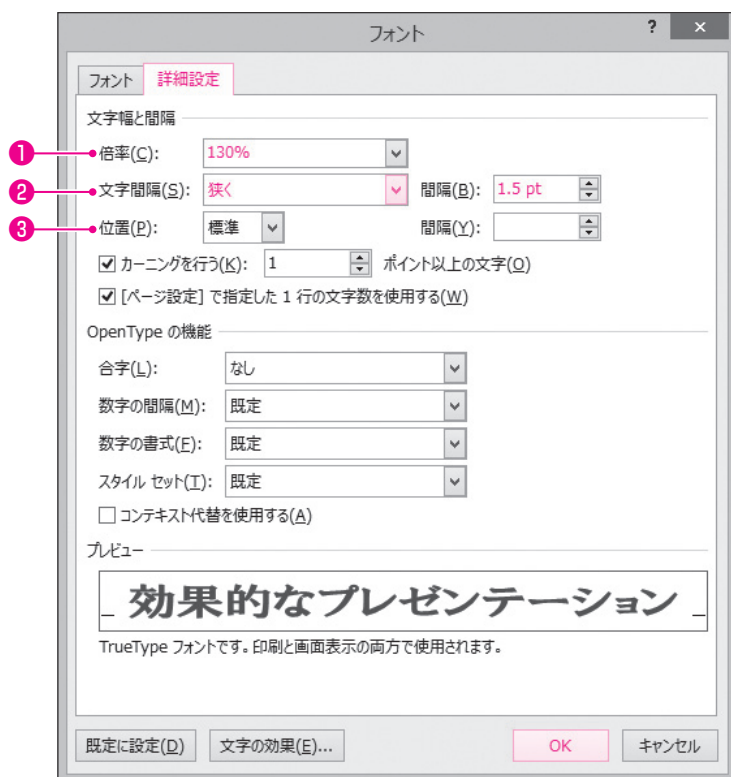 フォント ? ×
フォント 詳細設定
文字幅と間隔
❶ 倍率(C): 130%
❷ 文字間隔(S): 狭く 間隔(B): 1.5 pt
❸ 位置(P): 標準 間隔(Y):
カーニングを行う(K): 1 ポイント以上の文字(O)
[ページ設定] で指定した 1 行の文字数を使用する(W)
OpenType の機能
合字(L): なし
数字の間隔(M): 既定
数字の書式(F): 既定
スタイル セット(T): 既定
コンテキスト代替を使用する(A)
プレビュー
効果的なプレゼンテーション
TrueType フォントです。印刷と画面表示の両方で使用されます。
既定に設定(D) 文字の効果(E)... OK キャンセル